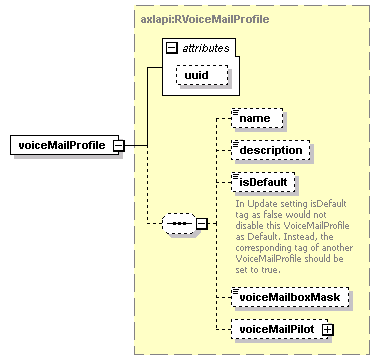 axlapi:RVoiceMailProfile
attributes
uuid
voiceMailProfile
name
description
isDefault
In Update setting isDefault
tag as false would not
disable this VoiceMailProfile
as Default. Instead, the
corresponding tag of another
VoiceMailProfile should be
set to true.
voiceMailboxMask
voiceMailPilot